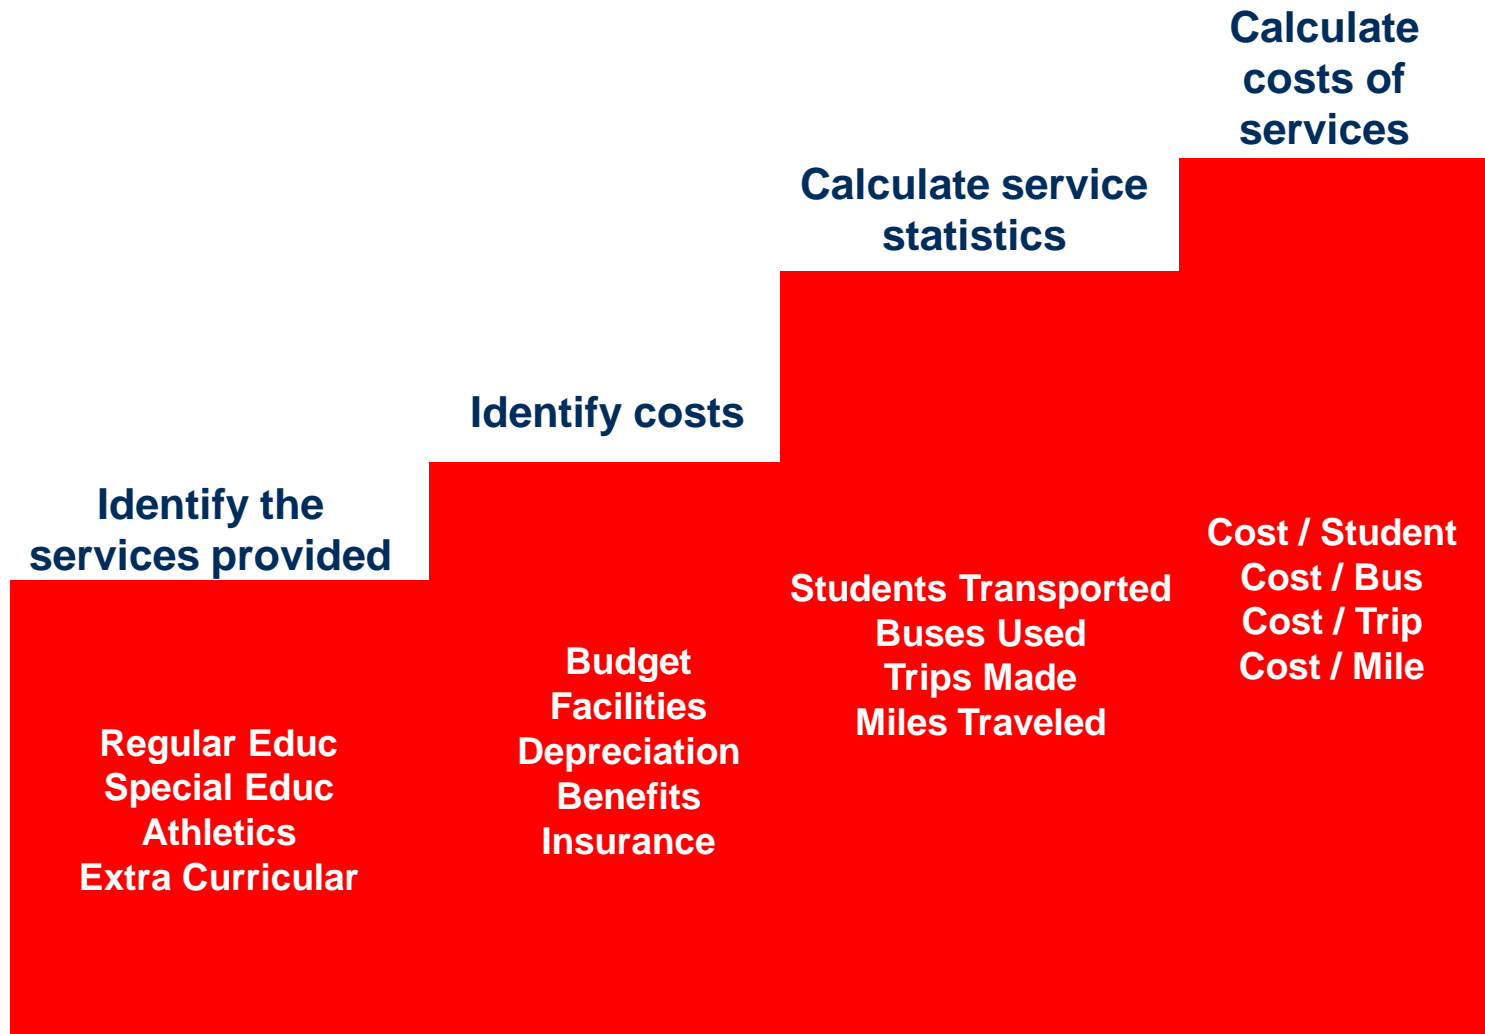 Identify the
services provided
Regular Educ
Special Educ
Athletics
Extra Curricular
Identify costs
Budget
Facilities
Depreciation
Benefits
Insurance
Calculate service
statistics
Students Transported
Buses Used
Trips Made
Miles Traveled
Calculate
costs of
services
Cost / Student
Cost / Bus
Cost / Trip
Cost / Mile